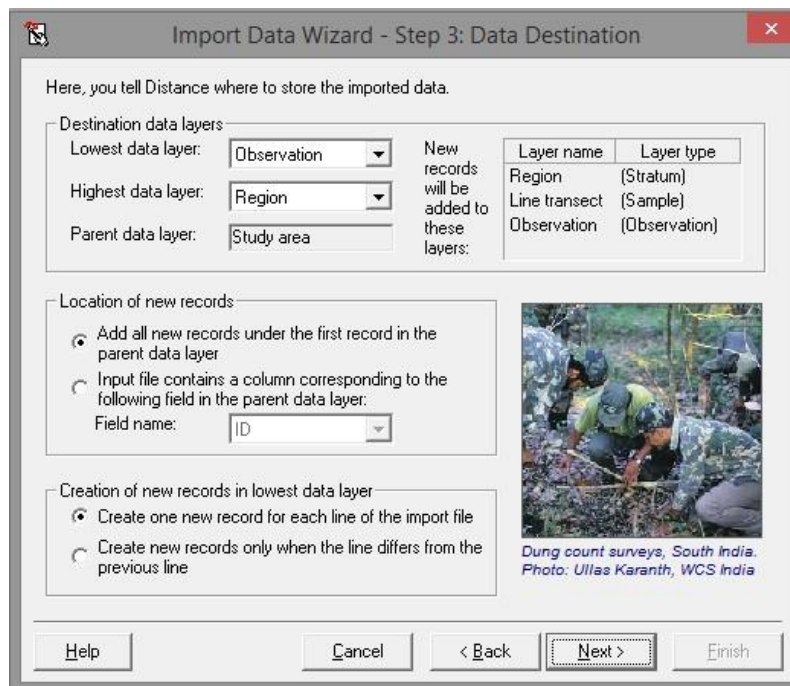 Import Data Wizard - Step 3: Data Destination
Here, you tell Distance where to store the imported data.
Destination data layers
Lowest data layer: Observation
Highest data layer: Region
Parent data layer: Study area
New
records
will be
added to
these
layers:
Layer name Layer type
Region (Stratum)
Line transect (Sample)
Observation (Observation)
Location of new records
Add all new records under the first record in the
parent data layer
Input file contains a column corresponding to the
following field in the parent data layer:
Field name: ID
Creation of new records in lowest data layer
Create one new record for each line of the import file
Create new records only when the line differs from the
previous line
Dung count surveys, South India.
Photo: Ullas Karanth, WCS India
Help Cancel < Back Next > Finish